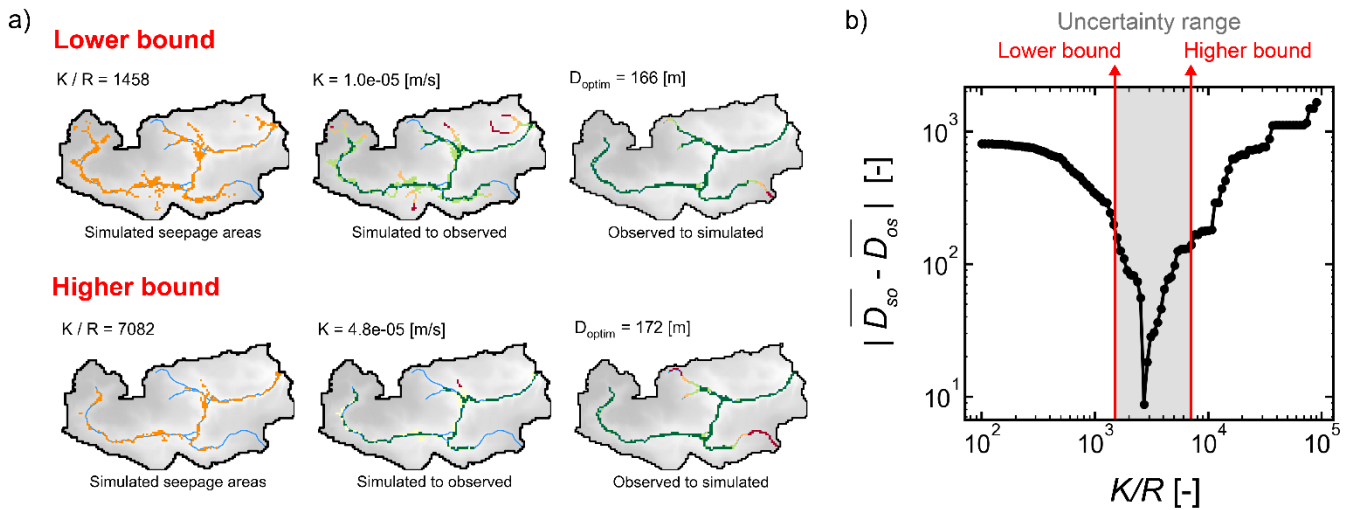 a)
Lower bound
K / R = 1458
K = 1.0e-05 [m/s]
D_optim = 166 [m]
Simulated seepage areas
Simulated to observed
Observed to simulated
Higher bound
K / R = 7082
K = 4.8e-05 [m/s]
D_optim = 172 [m]
Simulated seepage areas
Simulated to observed
Observed to simulated
b)
Uncertainty range
Lower bound
Higher bound
| D_so - D_os | [-]
10^3
10^2
10^1
10^2
10^3
10^4
10^5
K/R [-]